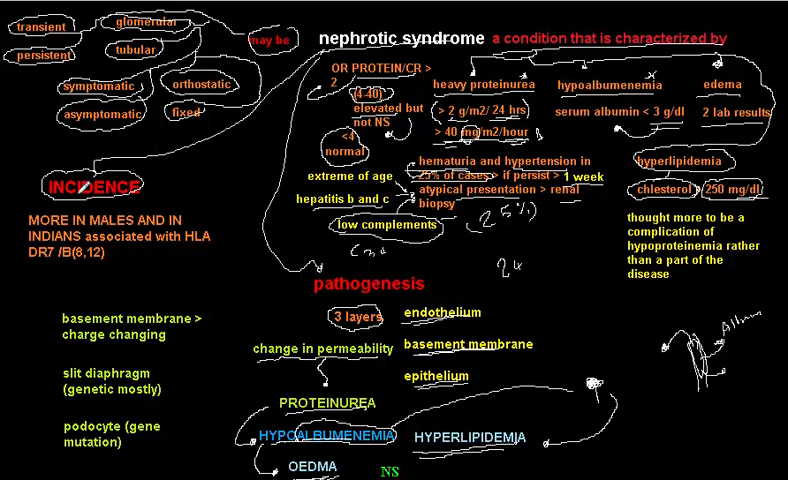 transient
glomerular
persistent
tubular
may be
symptomatic
orthostatic
asymptomatic
fixed
nephrotic syndrome a condition that is characterized by
OR PROTEIN/CR >
2
(4-40)
elevated but
not NS
<4
normal
heavy proteinurea
> 2 g/m2/ 24 hrs
> 40 mg/m2/hour
hypoalbumenemia
serum albumin < 3 g/dl
edema
2 lab results
hyperlipidemia
chlesterol > 250 mg/dl
thought more to be a
complication of
hypoproteinemia rather
than a part of the
disease
hematuria and hypertension in
25% of cases > if persist > 1 week
atypical presentation > renal
biopsy
extreme of age
hepatitis b and c
low complements
(25%)
INCIDENCE
MORE IN MALES AND IN
INDIANS associated with HLA
DR7 /B(8,12)
pathogenesis
3 layers
endothelium
basement membrane
epithelium
change in permeability
basement membrane >
charge changing
slit diaphragm
(genetic mostly)
podocyte (gene
mutation)
PROTEINUREA
HYPOALBUMENEMIA
HYPERLIPIDEMIA
OEDMA
NS